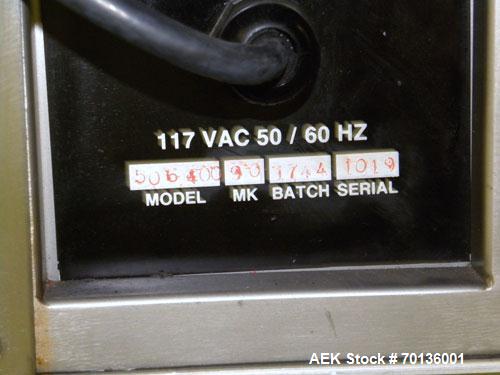 117 VAC 50 / 60 HZ
506400 90 1744 1019
MODEL MK BATCH SERIAL
AEK Stock # 70136001